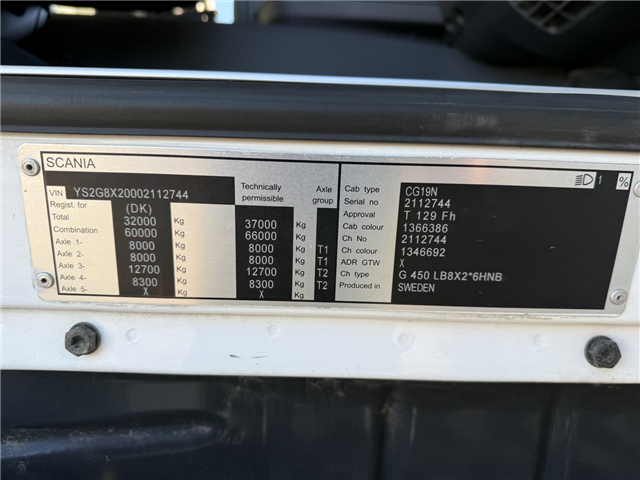 SCANIA
VIN YS2G8X20002112744
Technically permissible Axle group
Regist. for (DK)
Total 32000 Kg 37000 Kg
Combination 60000 Kg 66000 Kg
Axle 1- 8000 Kg 8000 Kg T1
Axle 2- 8000 Kg 8000 Kg T1
Axle 3- 12700 Kg 12700 Kg T2
Axle 4- 8300 Kg 8300 Kg T2
Axle 5- X Kg X Kg
1 %
Cab type CG19N
Serial no 2112744
Approval T 129 Fh
Cab colour 1366386
Ch No 2112744
Ch colour 1346692
ADR GTW X
Ch type G 450 LB8X2*6HNB
Produced in SWEDEN